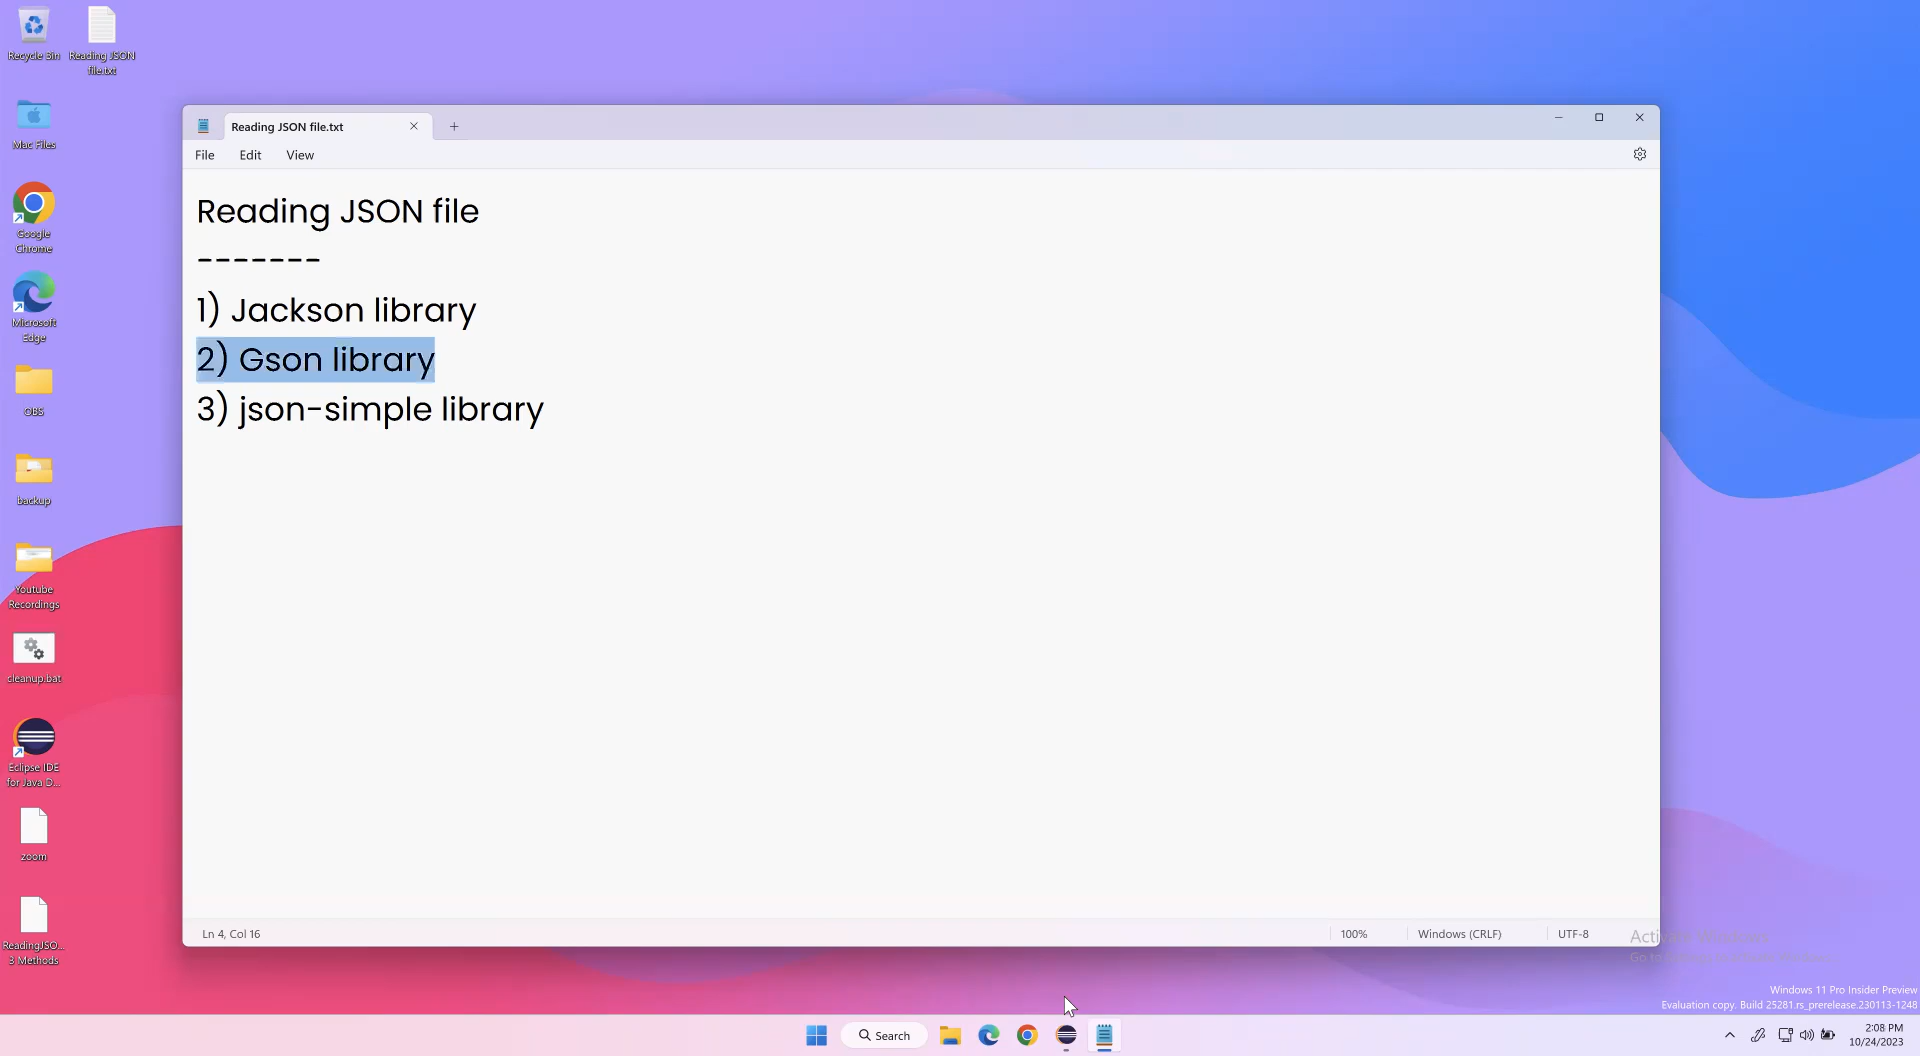 Recycle Bin
Reading JSON file.txt
Mac Files
Google Chrome
Microsoft Edge
OBS
backup
Youtube Recordings
cleanup.bat
Eclipse IDE for Java D...
zoom
ReadingJSO... 3 Methods
Reading JSON file.txt
File Edit View
Reading JSON file
-------
1) Jackson library
2) Gson library
3) json-simple library
Ln 4, Col 16
100%
Windows (CRLF)
UTF-8
Windows 11 Pro Insider Preview
Evaluation copy. Build 25281.rs_prerelease.230113-1248
Search
2:08 PM
10/24/2023